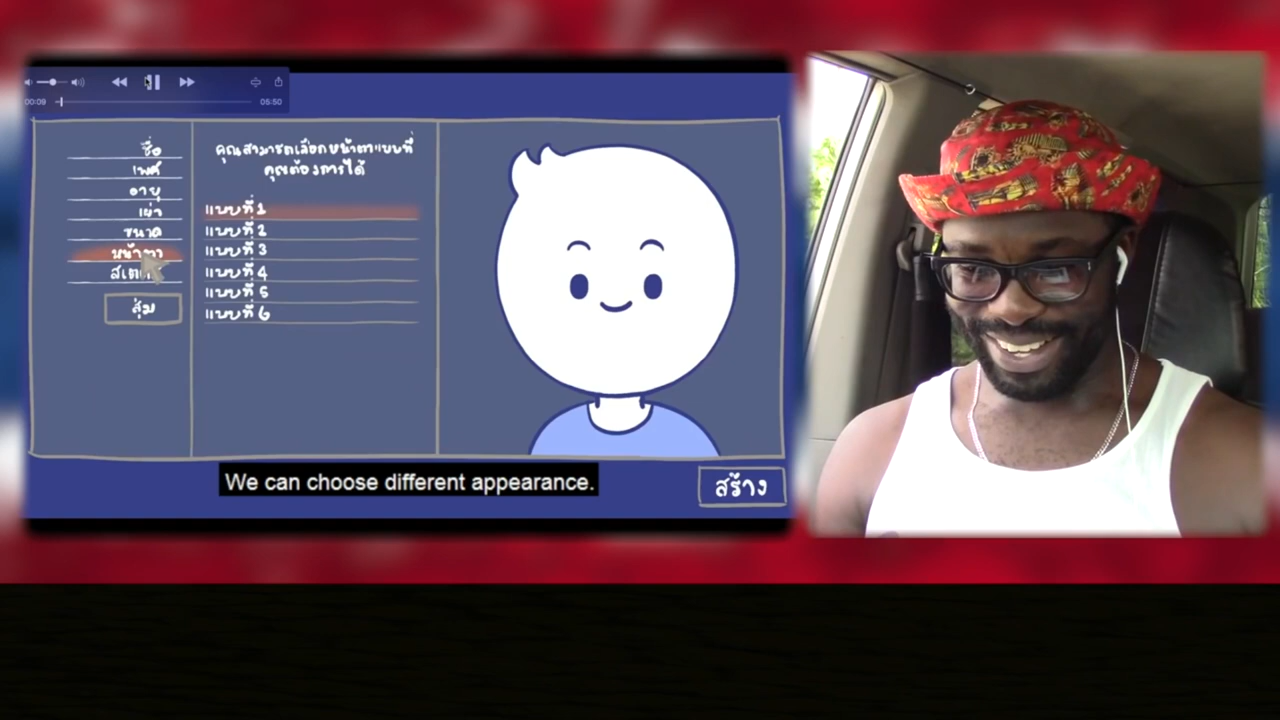 00:09
05:50
ชื่อ
เพศ
อายุ
เผ่า
ขนาด
หน้าตา
สุ่ม
คุณสามารถเลือกหน้าตาแบบที่
คุณต้องการได้
แบบที่ 1
แบบที่ 2
แบบที่ 3
แบบที่ 4
แบบที่ 5
แบบที่ 6
We can choose different appearance.
สร้าง